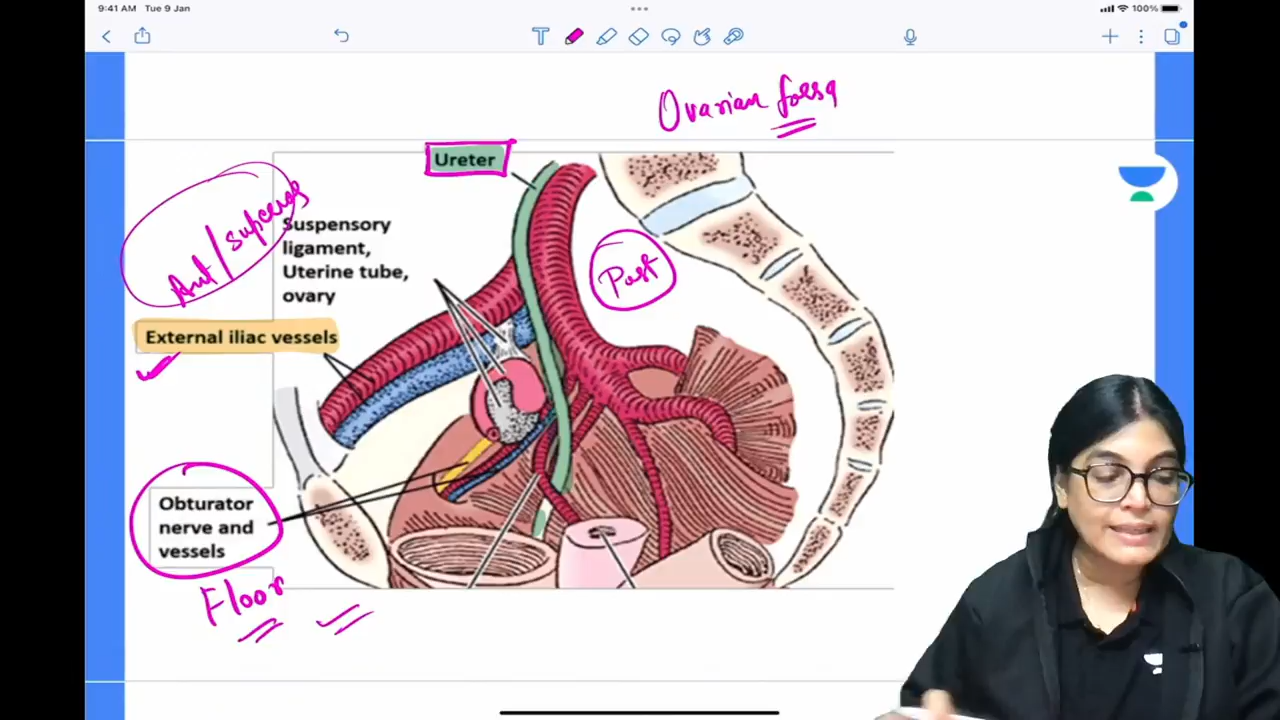 9:41 AM Tue 9 Jan
100%
T
Ovarian fossa
Ureter
Ant/superior
Suspensory
ligament,
Uterine tube,
ovary
Post
External iliac vessels
Obturator
nerve and
vessels
Floor